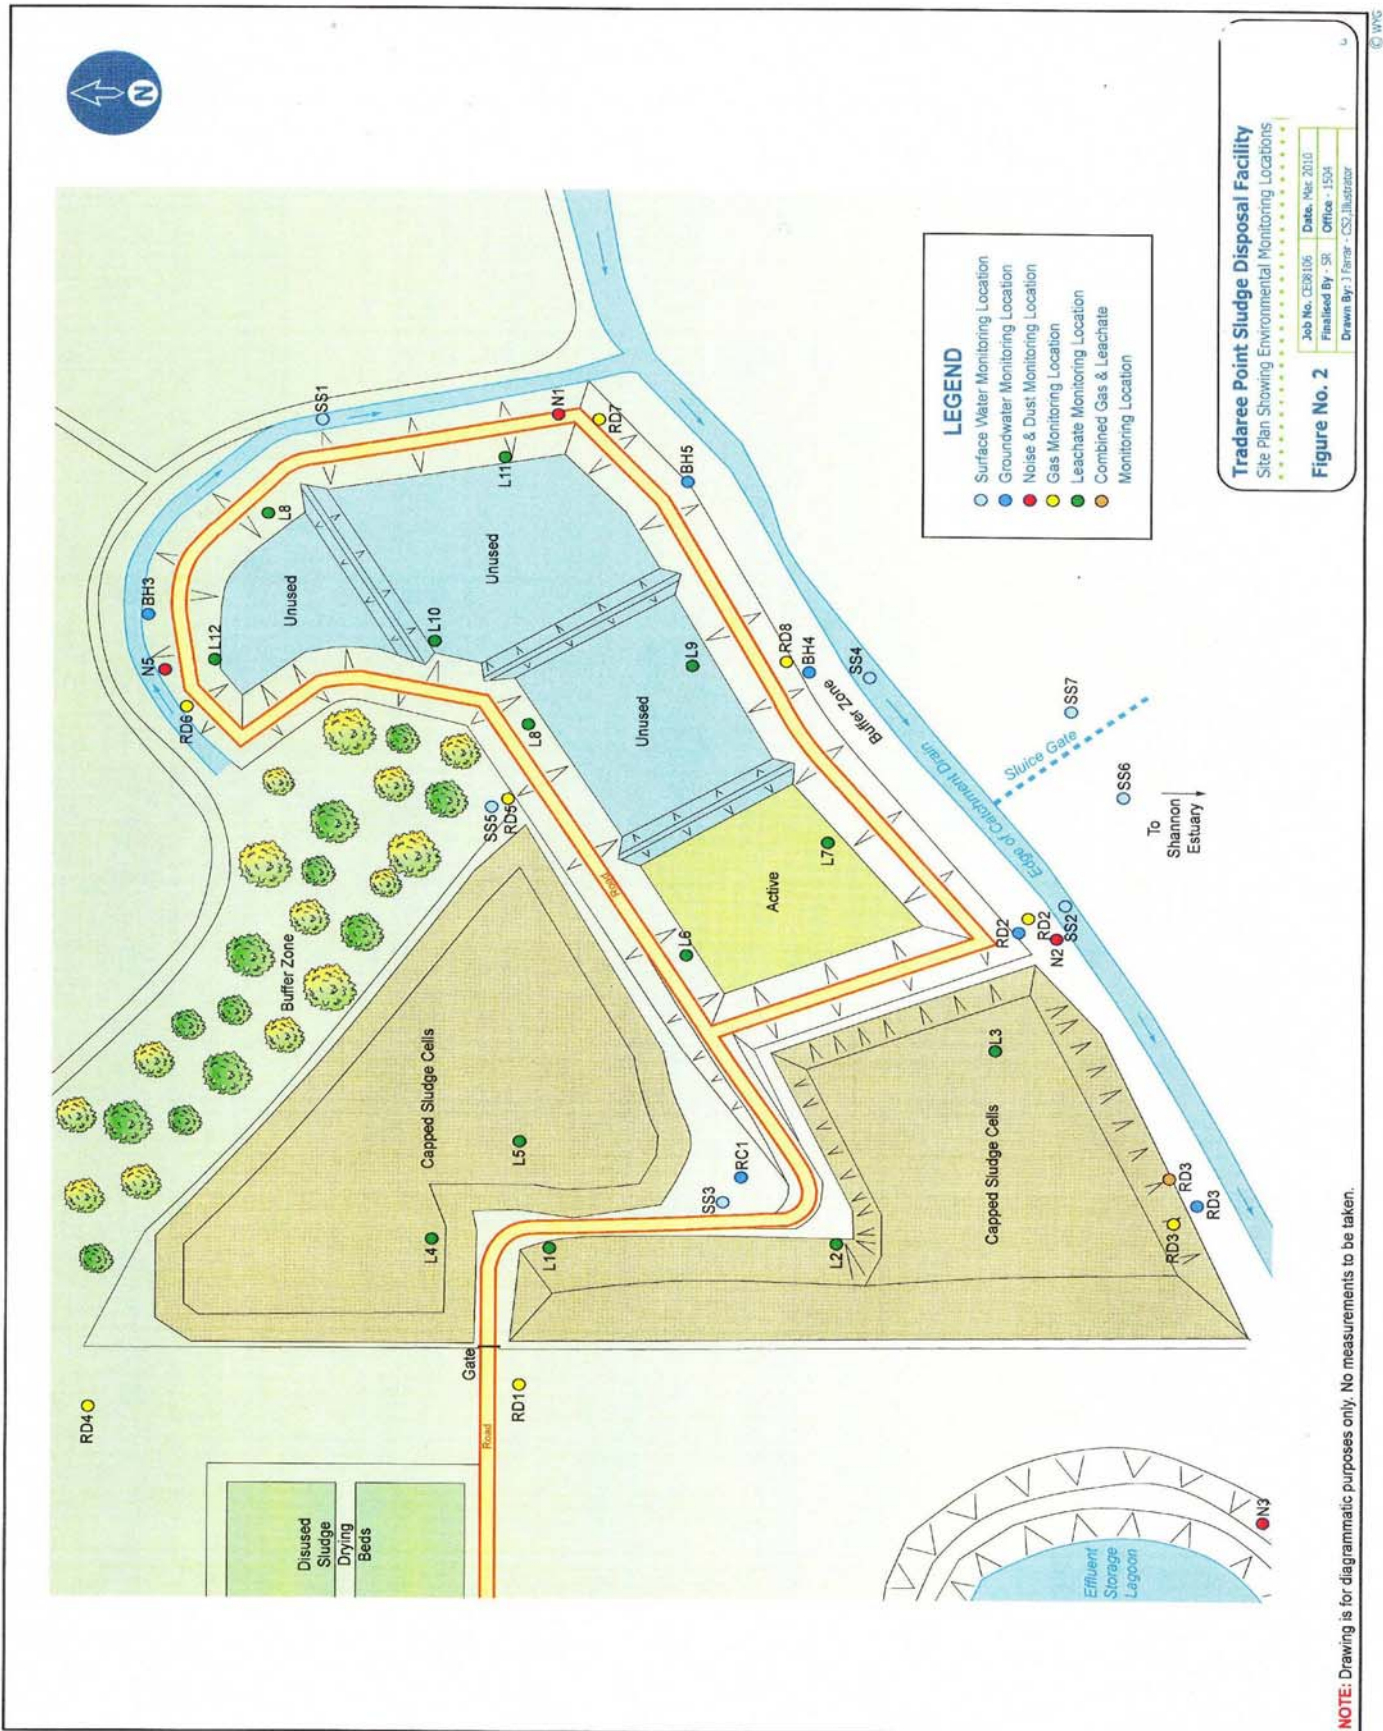 N
RD4
Disused
Sludge
Drying
Beds
Gate
Road
RD1
Buffer Zone
Capped Sludge Cells
L4
L5
L1
L2
SS3
RC1
Capped Sludge Cells
L3
RD3
RD3
RD3
Effluent
Storage
Lagoon
N3
RD6
N5
BH3
L12
L8
Unused
SS1
L10
Unused
L11
N1
RD7
BH5
SS5
RD5
L8
Unused
L9
Road
L6
Active
L7
RD8
BH4
Buffer Zone
SS4
Edge of Catchment Drain
Sluice Gate
SS7
SS6
To
Shannon
Estuary
RD2
RD2
N2
SS2
LEGEND
Surface Water Monitoring Location
Groundwater Monitoring Location
Noise & Dust Monitoring Location
Gas Monitoring Location
Leachate Monitoring Location
Combined Gas & Leachate
Monitoring Location
Tradaree Point Sludge Disposal Facility
Site Plan Showing Environmental Monitoring Locations
Figure No. 2
Job No. CE08106 Date. Mar. 2010
Finalised By - SR Office - 1504
Drawn By: J Farrar - CS2,Illustrator
© WYG
NOTE: Drawing is for diagrammatic purposes only. No measurements to be taken.